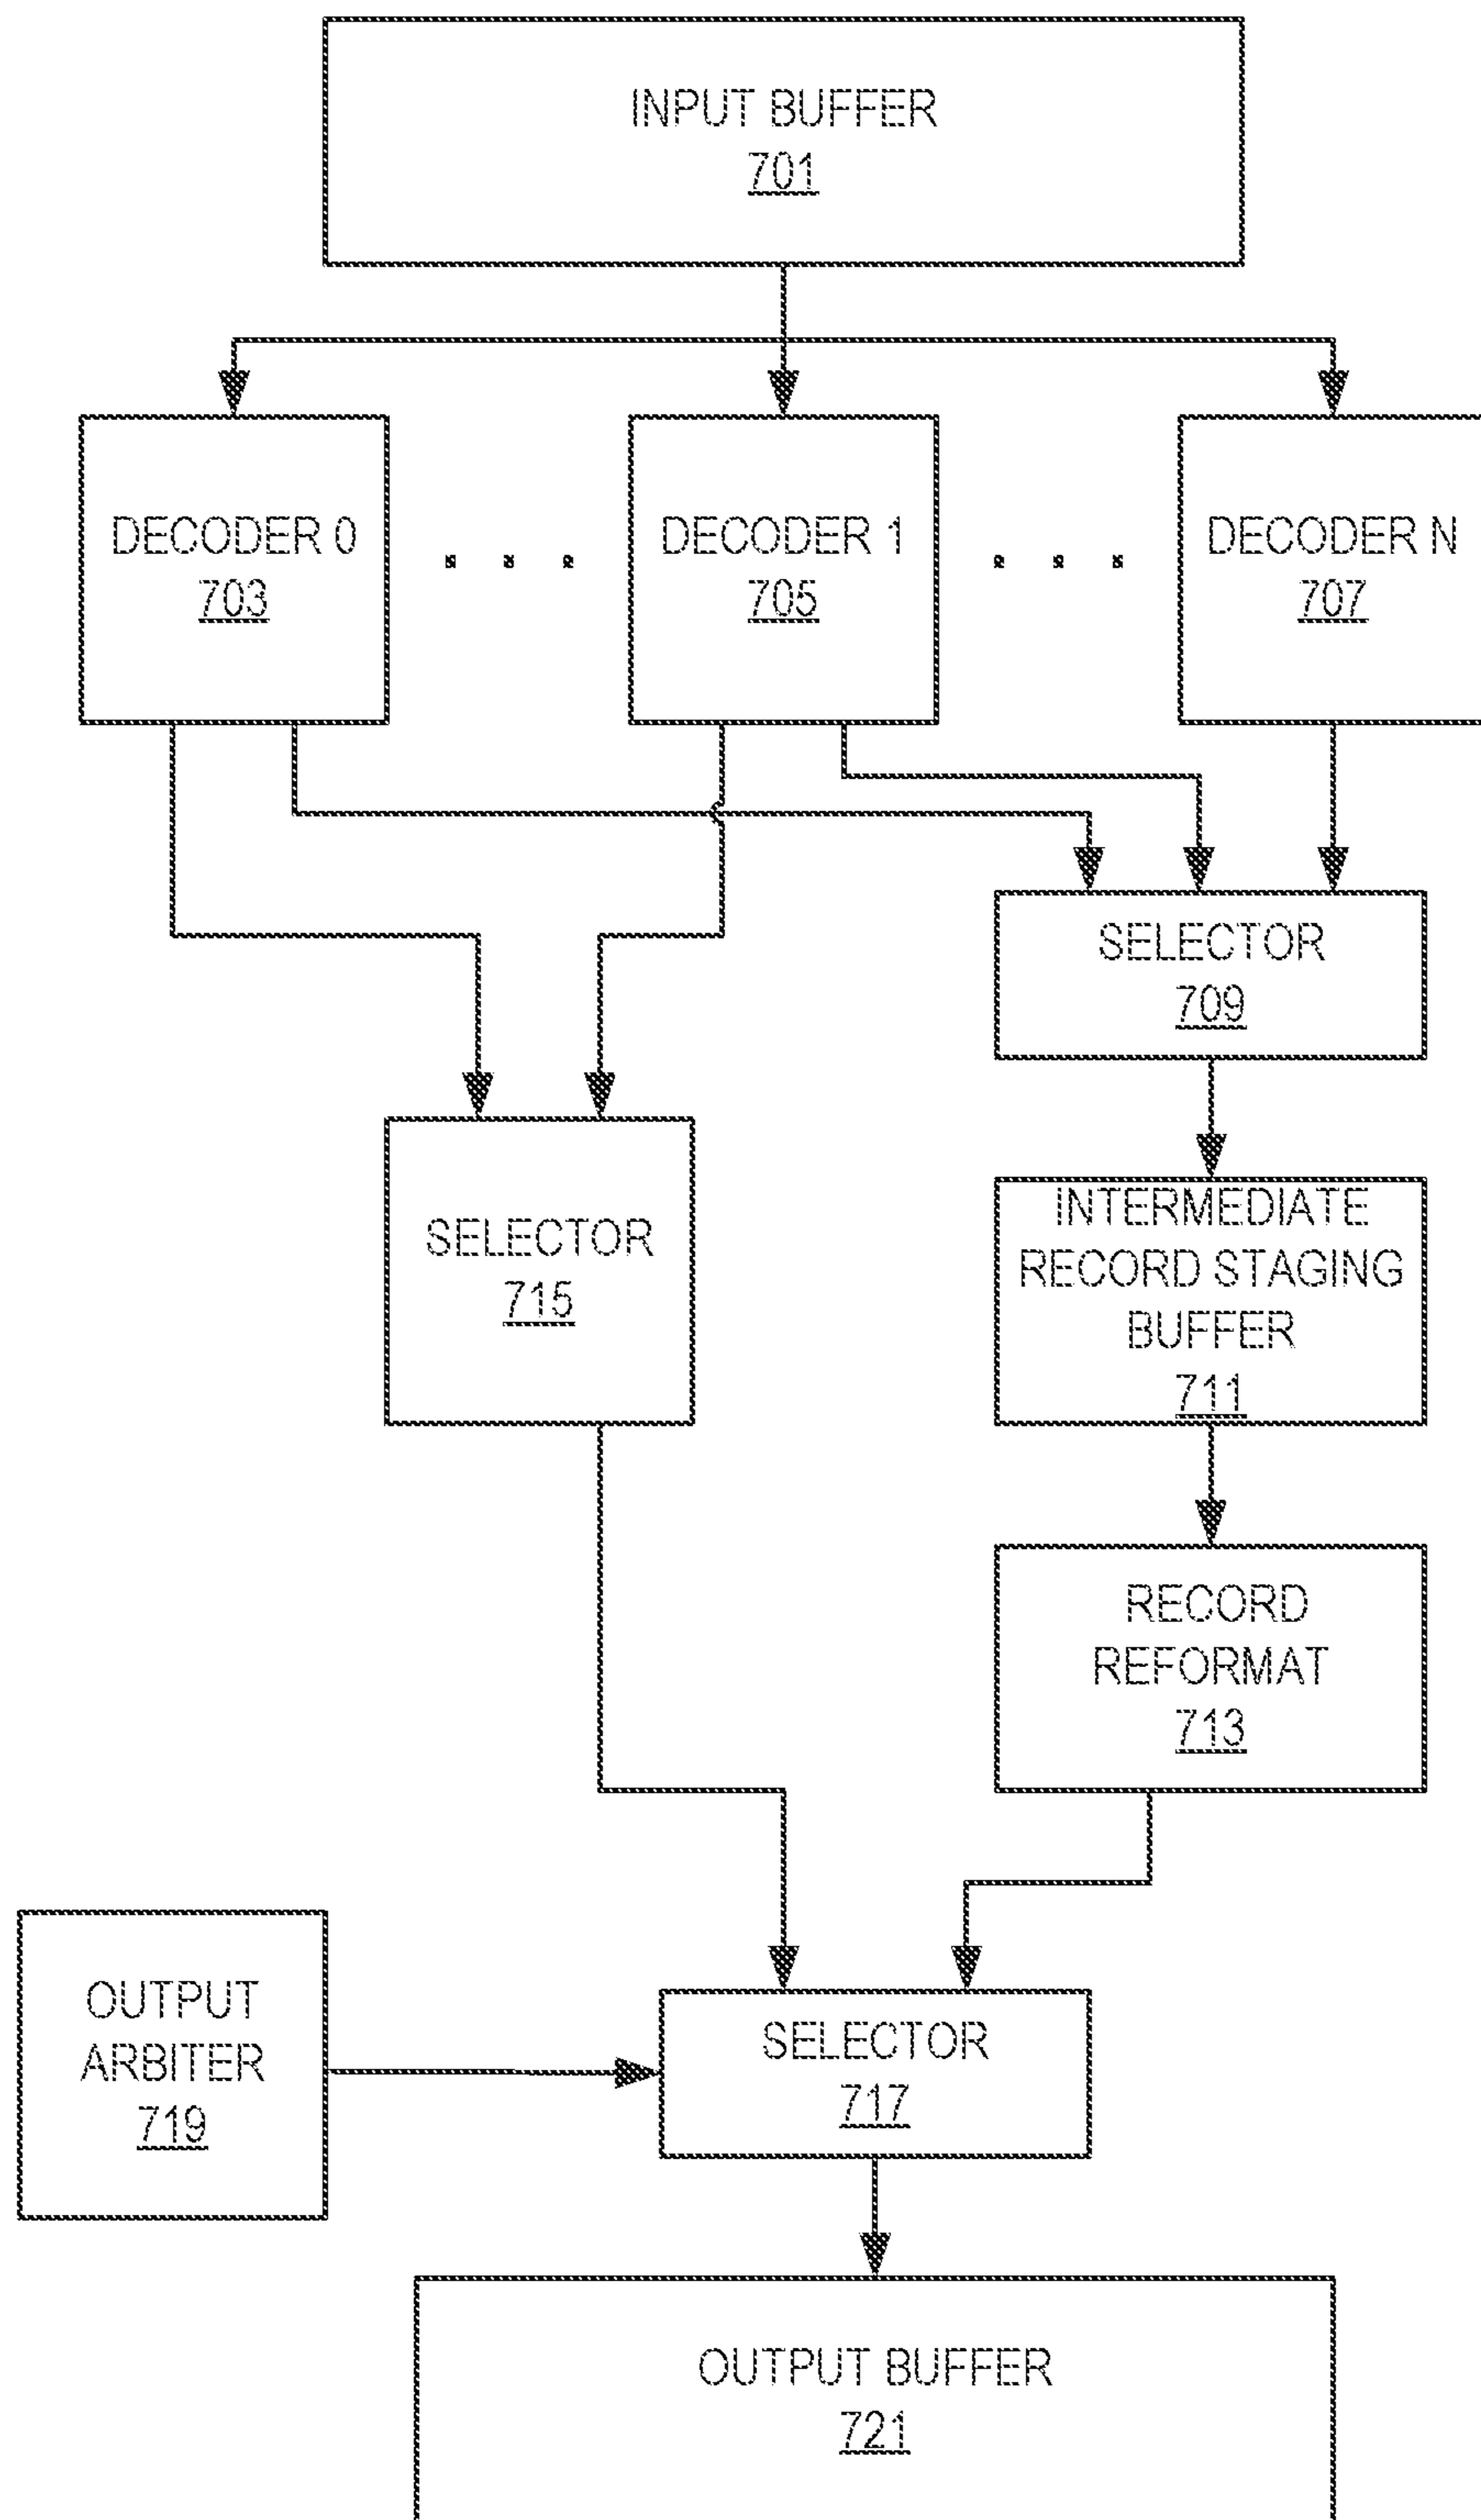 INPUT BUFFER
701
DECODER 0
703
. . .
DECODER 1
705
. . .
DECODER N
707
SELECTOR
709
SELECTOR
715
INTERMEDIATE
RECORD STAGING
BUFFER
711
RECORD
REFORMAT
713
OUTPUT
ARBITER
719
SELECTOR
717
OUTPUT BUFFER
721